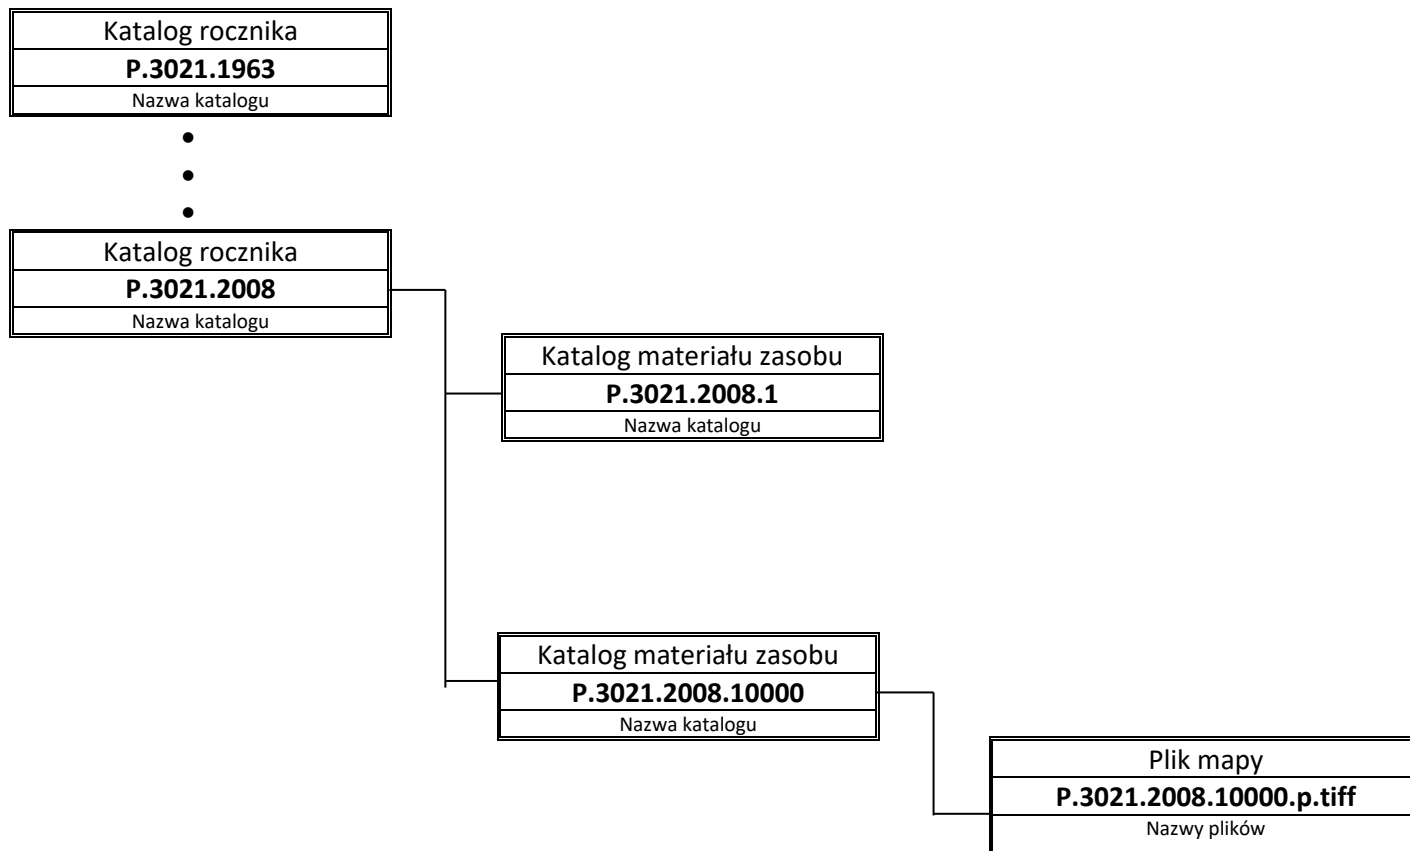 Katalog rocznika
P.3021.1963
Nazwa katalogu
Katalog rocznika
P.3021.2008
Nazwa katalogu
Katalog materiału zasobu
P.3021.2008.1
Nazwa katalogu
Katalog materiału zasobu
P.3021.2008.10000
Nazwa katalogu
Plik mapy
P.3021.2008.10000.p.tiff
Nazwy plików